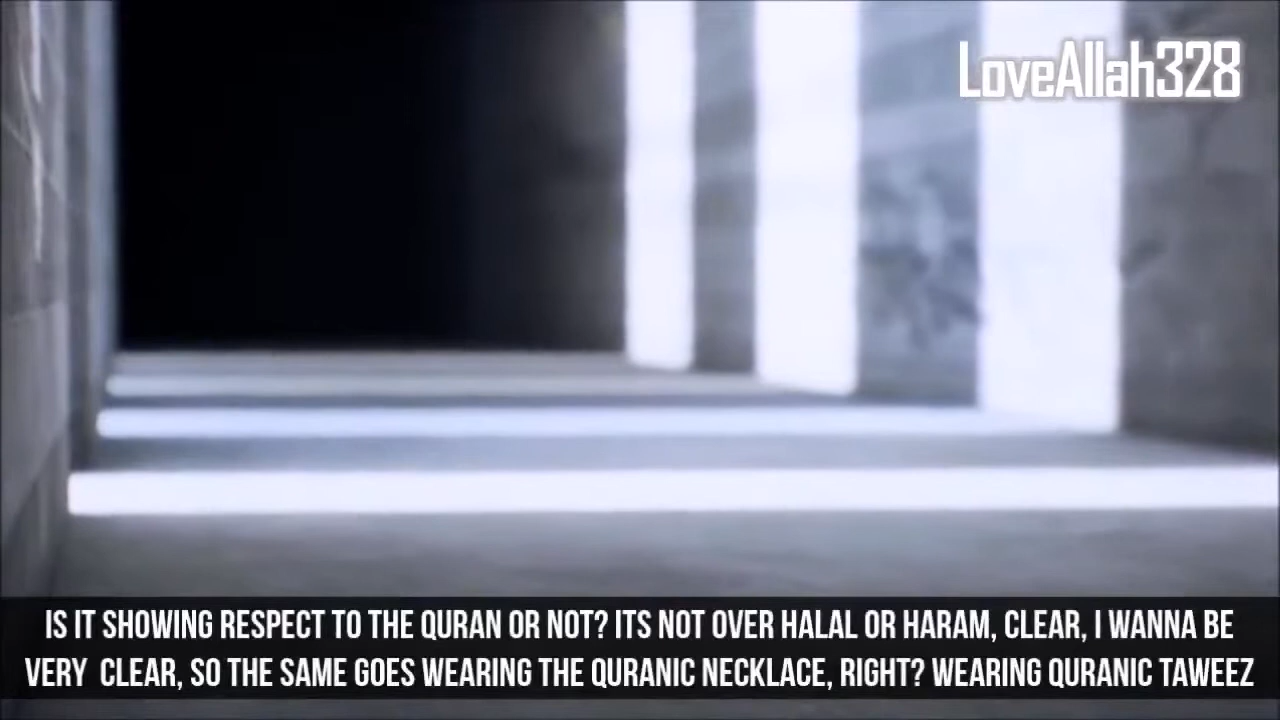 LoveAllah328
IS IT SHOWING RESPECT TO THE QURAN OR NOT? ITS NOT OVER HALAL OR HARAM, CLEAR, I WANNA BE
VERY CLEAR, SO THE SAME GOES WEARING THE QURANIC NECKLACE, RIGHT? WEARING QURANIC TAWEEZ